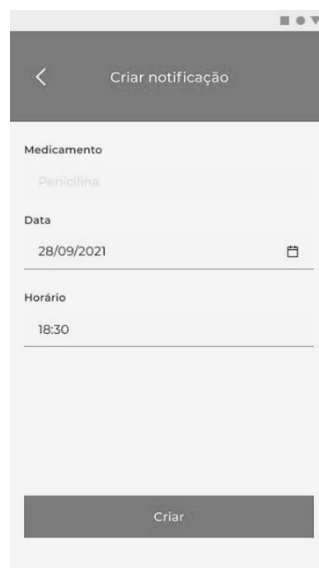 Criar notificação
Medicamento
Penicilina
Data
28/09/2021
Horário
18:30
Criar